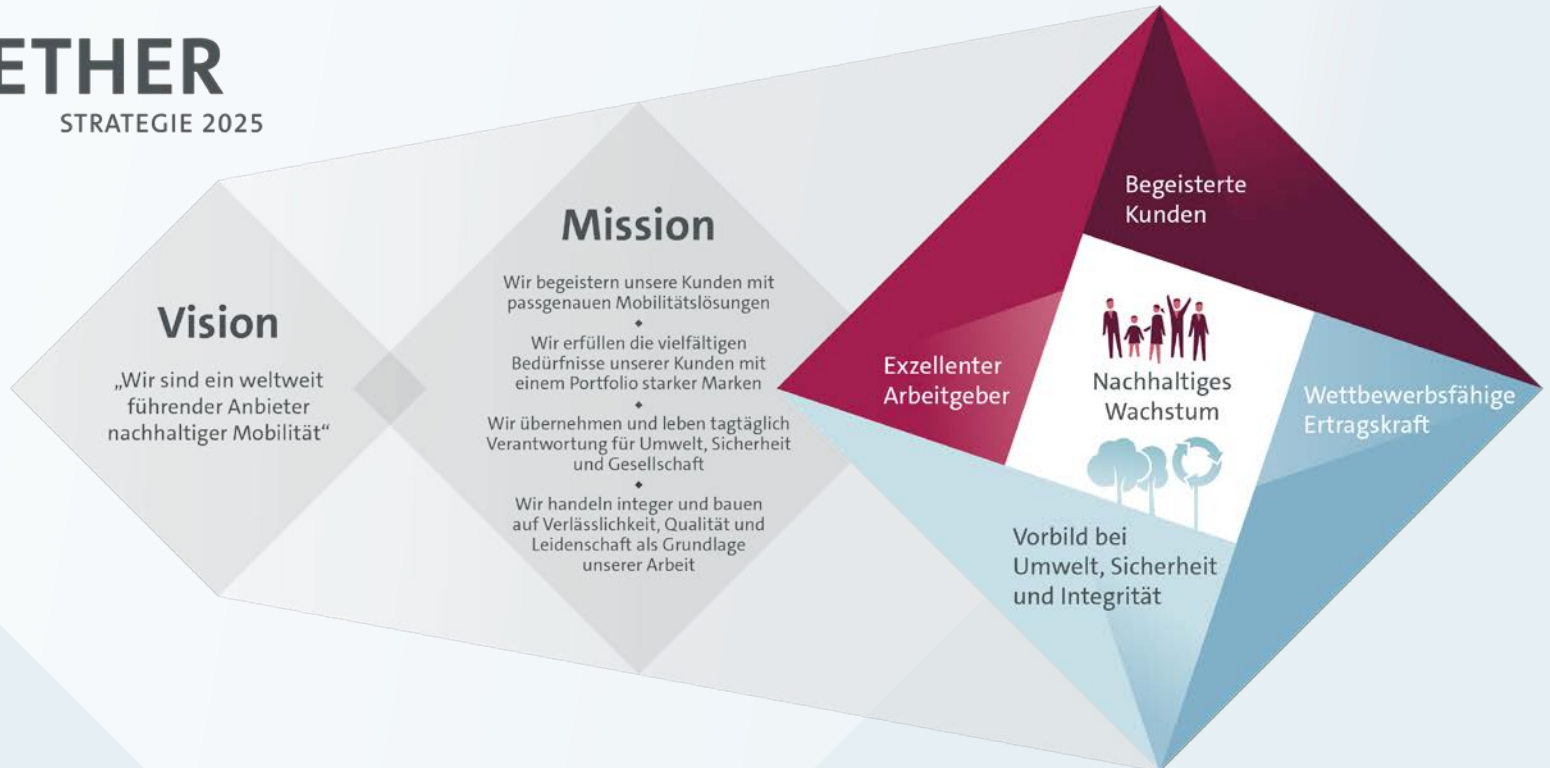 ETHER
STRATEGIE 2025
Vision
„Wir sind ein weltweit
führender Anbieter
nachhaltiger Mobilität“
Mission
Wir begeistern unsere Kunden mit
passgenauen Mobilitätslösungen
Wir erfüllen die vielfältigen
Bedürfnisse unserer Kunden mit
einem Portfolio starker Marken
Wir übernehmen und leben tagtäglich
Verantwortung für Umwelt, Sicherheit
und Gesellschaft
Wir handeln integer und bauen
auf Verlässlichkeit, Qualität und
Leidenschaft als Grundlage
unserer Arbeit
Begeisterte
Kunden
Exzellenter
Arbeitgeber
Nachhaltiges
Wachstum
Wettbewerbsfähige
Ertragskraft
Vorbild bei
Umwelt, Sicherheit
und Integrität